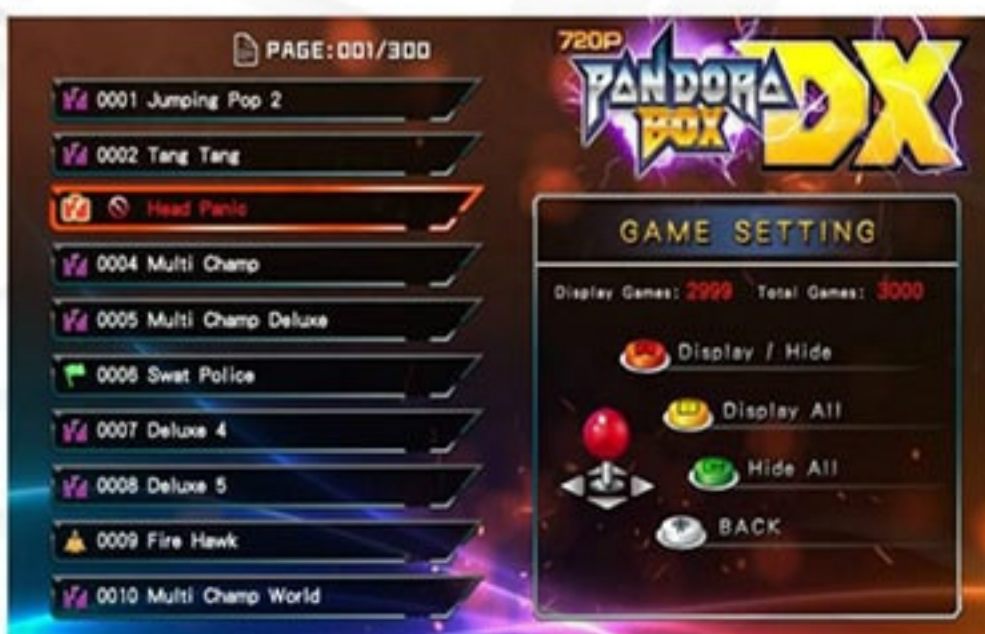 PAGE:001/300
0001 Jumping Pop 2
0002 Tang Tang
Head Panic
0004 Multi Champ
0005 Multi Champ Deluxe
0006 Swat Police
0007 Deluxe 4
0008 Deluxe 5
0009 Fire Hawk
0010 Multi Champ World
720P
PANDORA BOX DX
GAME SETTING
Display Games: 2999 Total Games: 3000
Display / Hide
Display All
Hide All
BACK